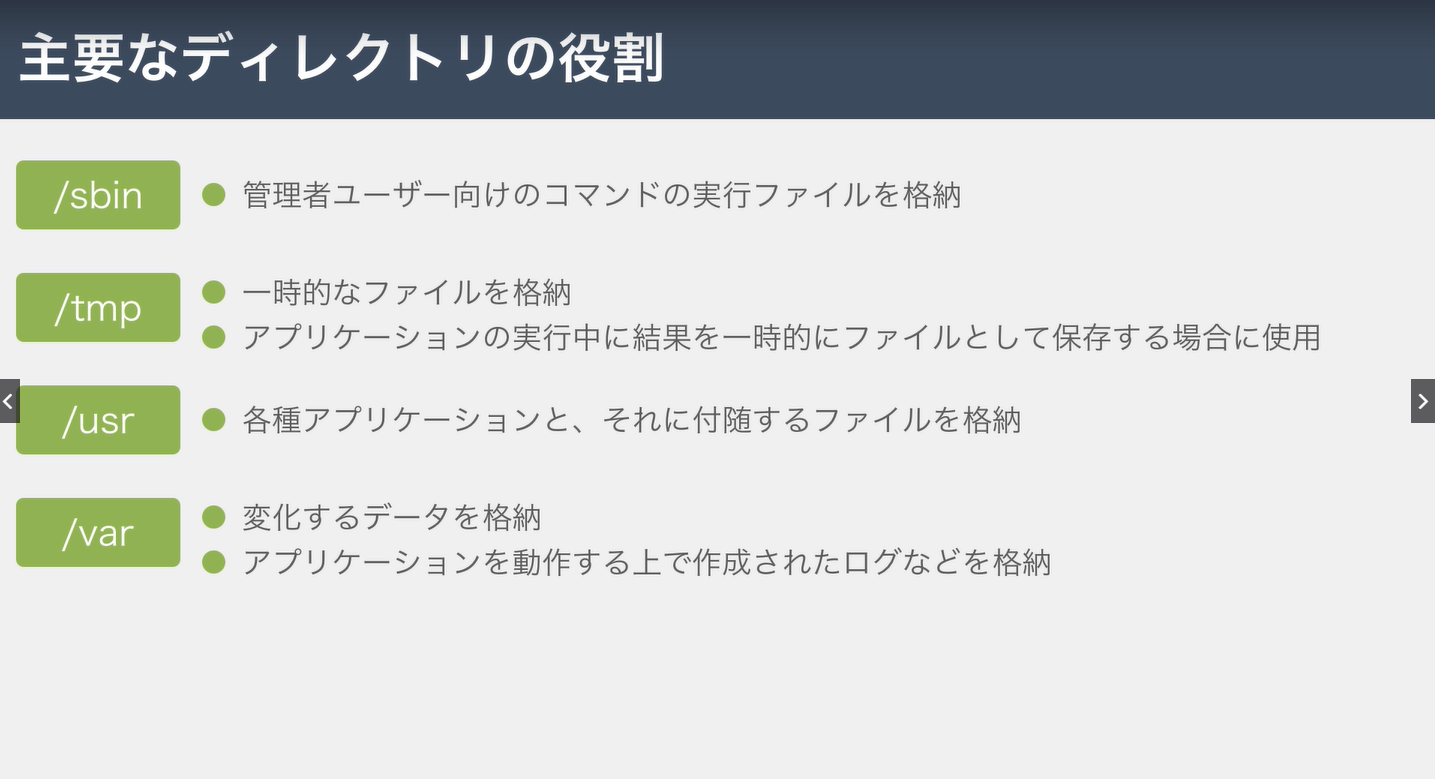 主要なディレクトリの役割
/sbin
管理者ユーザー向けのコマンドの実行ファイルを格納
/tmp
一時的なファイルを格納
アプリケーションの実行中に結果を一時的にファイルとして保存する場合に使用
/usr
各種アプリケーションと、それに付随するファイルを格納
/var
変化するデータを格納
アプリケーションを動作する上で作成されたログなどを格納